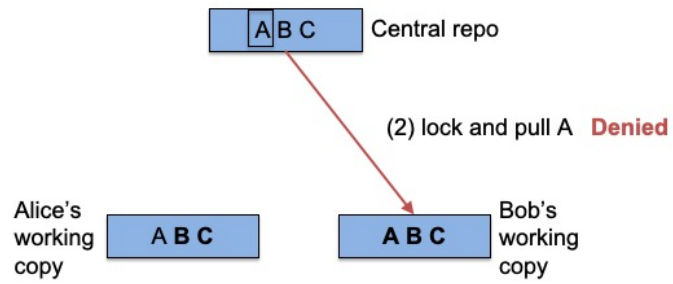 A B C
Central repo
(2) lock and pull A Denied
Alice's
working
copy
A B C
A B C
Bob's
working
copy